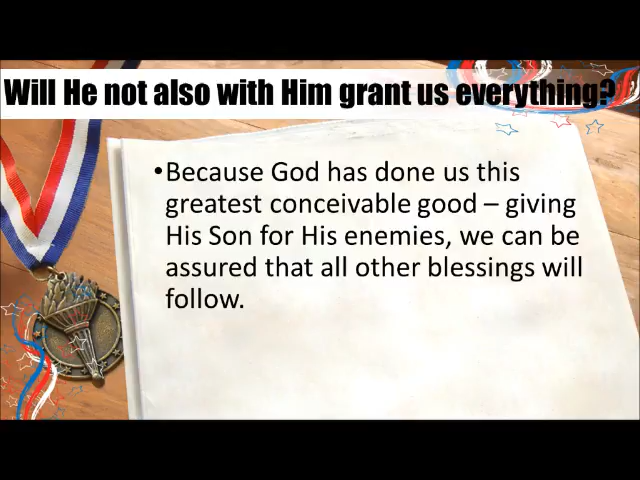 Will He not also with Him grant us everything?
•Because God has done us this
greatest conceivable good – giving
His Son for His enemies, we can be
assured that all other blessings will
follow.